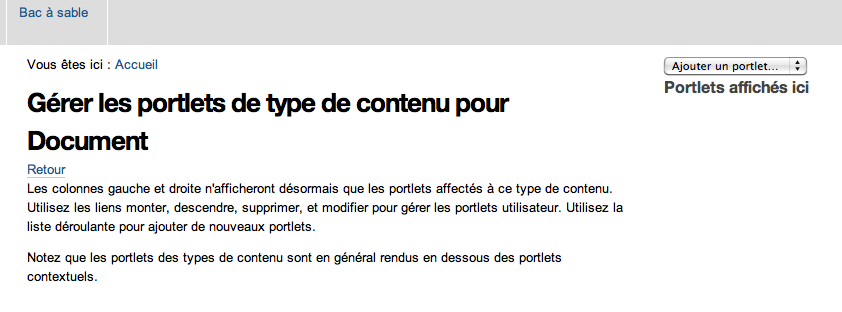 Bac à sable
Vous êtes ici : Accueil
Ajouter un portlet...
Portlets affichés ici
Gérer les portlets de type de contenu pour
Document
Retour
Les colonnes gauche et droite n'afficheront désormais que les portlets affectés à ce type de contenu.
Utilisez les liens monter, descendre, supprimer, et modifier pour gérer les portlets utilisateur. Utilisez la
liste déroulante pour ajouter de nouveaux portlets.
Notez que les portlets des types de contenu sont en général rendus en dessous des portlets
contextuels.